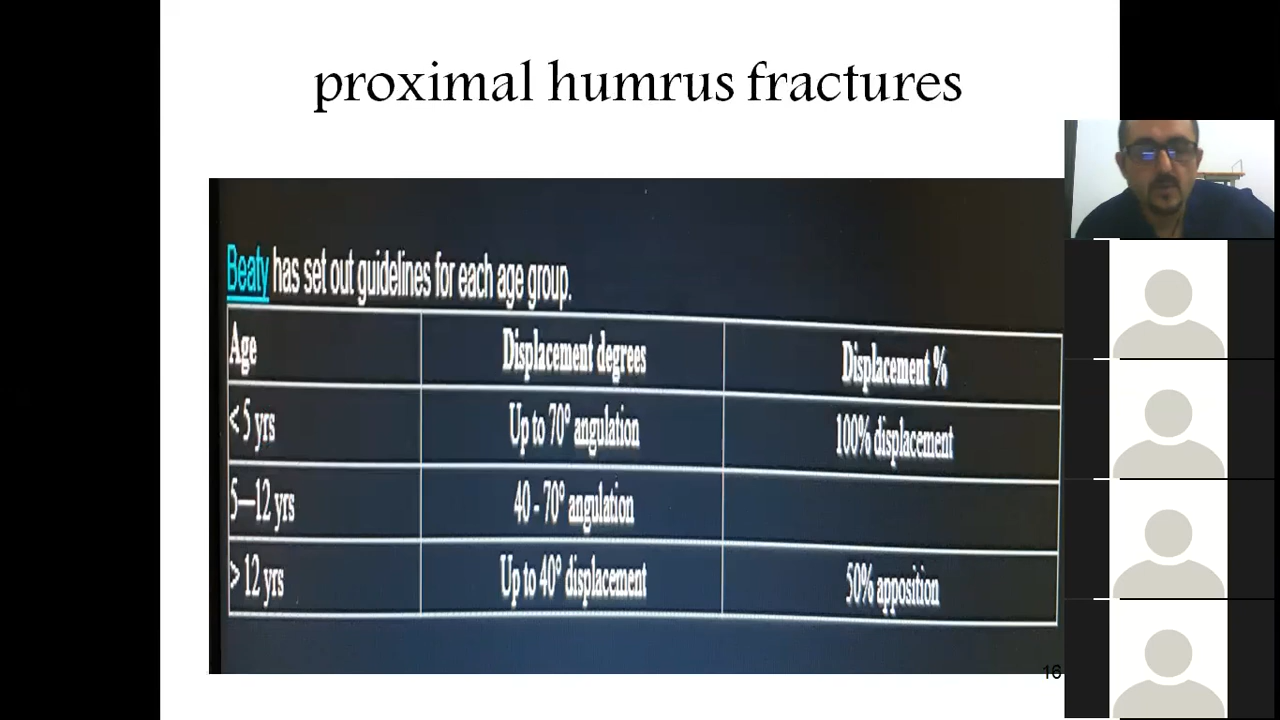 proximal humrus fractures
Beaty has set out guidelines for each age group.
Age Displacement degrees Displacement %
< 5 yrs Up to 70° angulation 100% displacement
5—12 yrs 40 - 70° angulation
> 12 yrs Up to 40° displacement 50% apposition
16